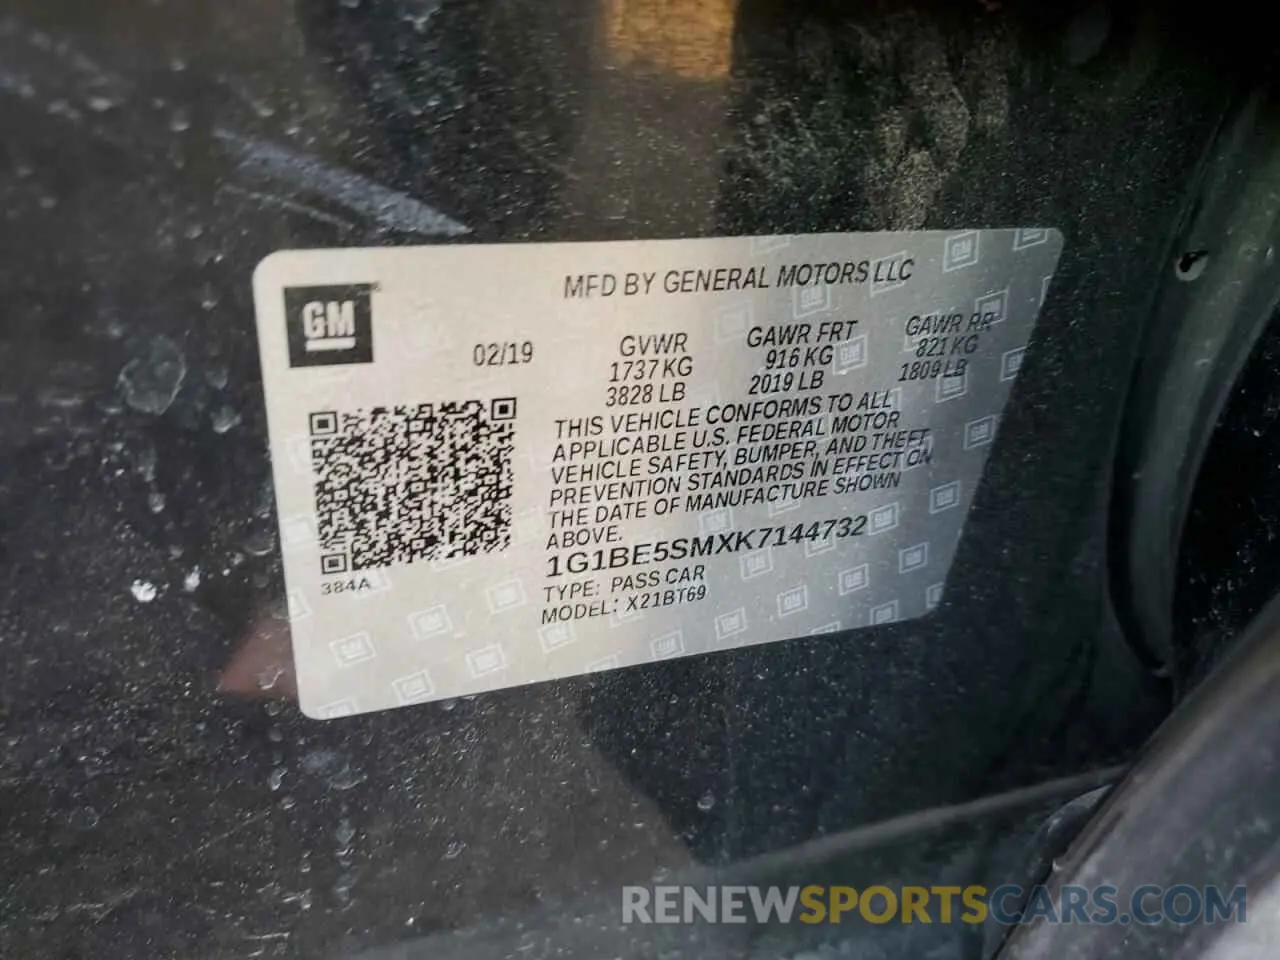 MFD BY GENERAL MOTORS LLC
GM
02/19
GVWR GAWR FRT GAWR RR
1737 KG 916 KG 821 KG
3828 LB 2019 LB 1809 LB
THIS VEHICLE CONFORMS TO ALL
APPLICABLE U.S. FEDERAL MOTOR
VEHICLE SAFETY, BUMPER, AND THEFT
PREVENTION STANDARDS IN EFFECT ON
THE DATE OF MANUFACTURE SHOWN
ABOVE.
1G1BE5SMXK7144732
384A
TYPE: PASS CAR
MODEL: X21BT69
RENEWSPORTSCARS.COM